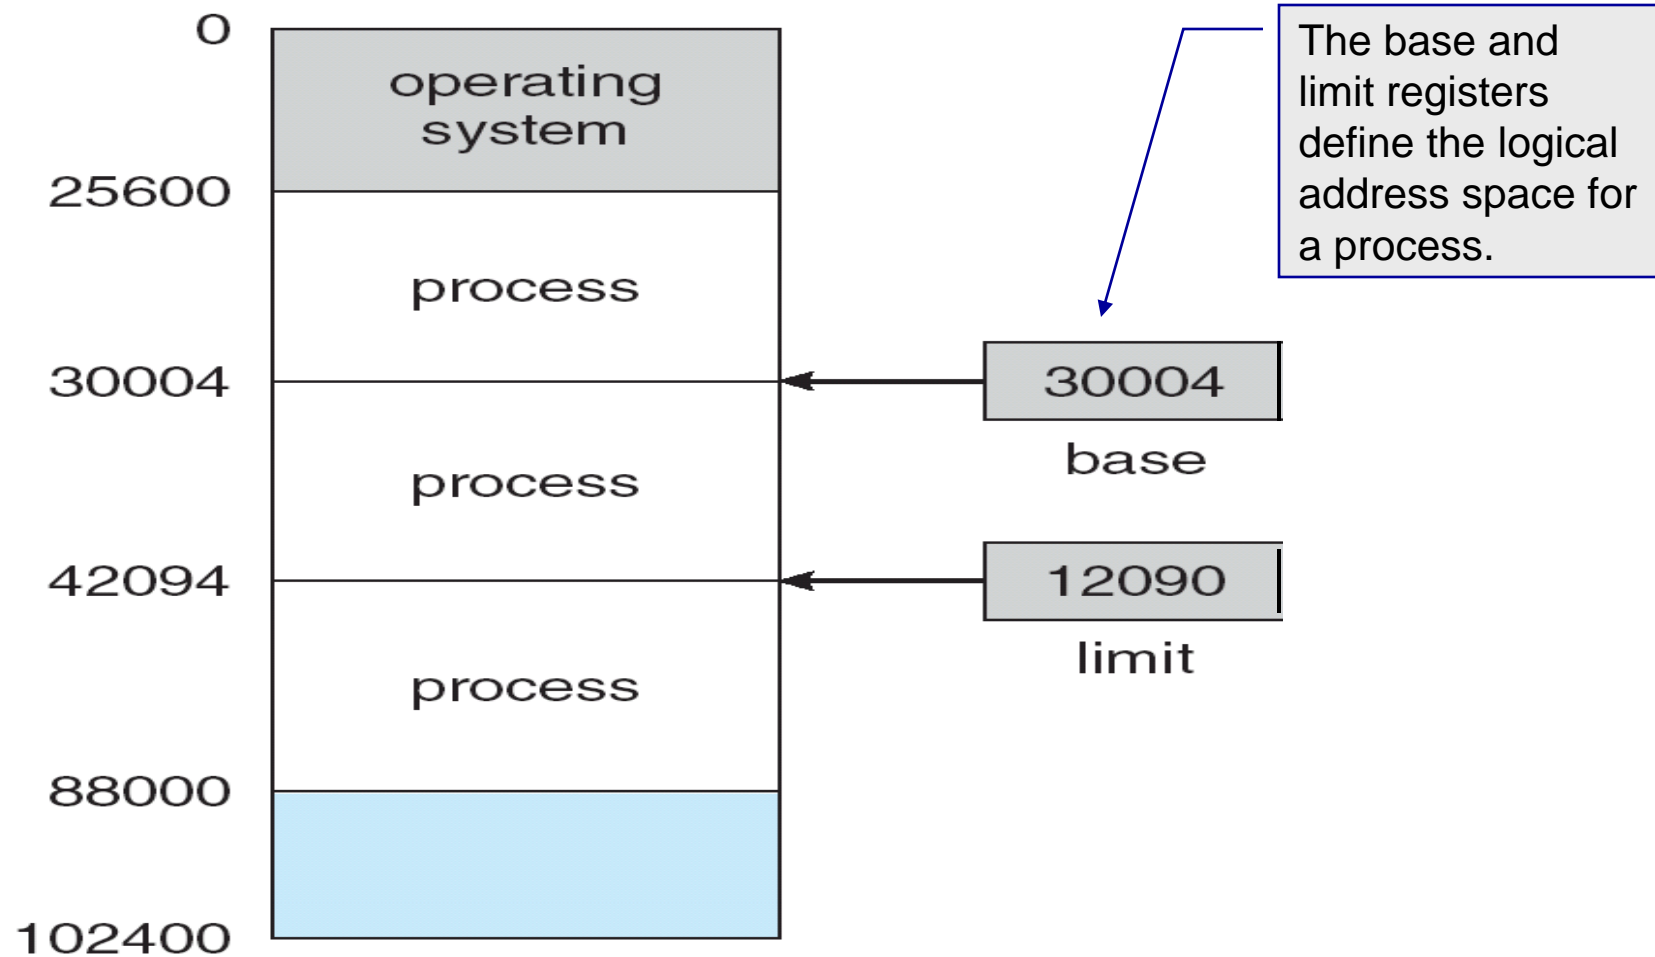 0
operating
system
25600
process
30004
process
42094
process
88000
102400
The base and
limit registers
define the logical
address space for
a process.
30004
base
12090
limit